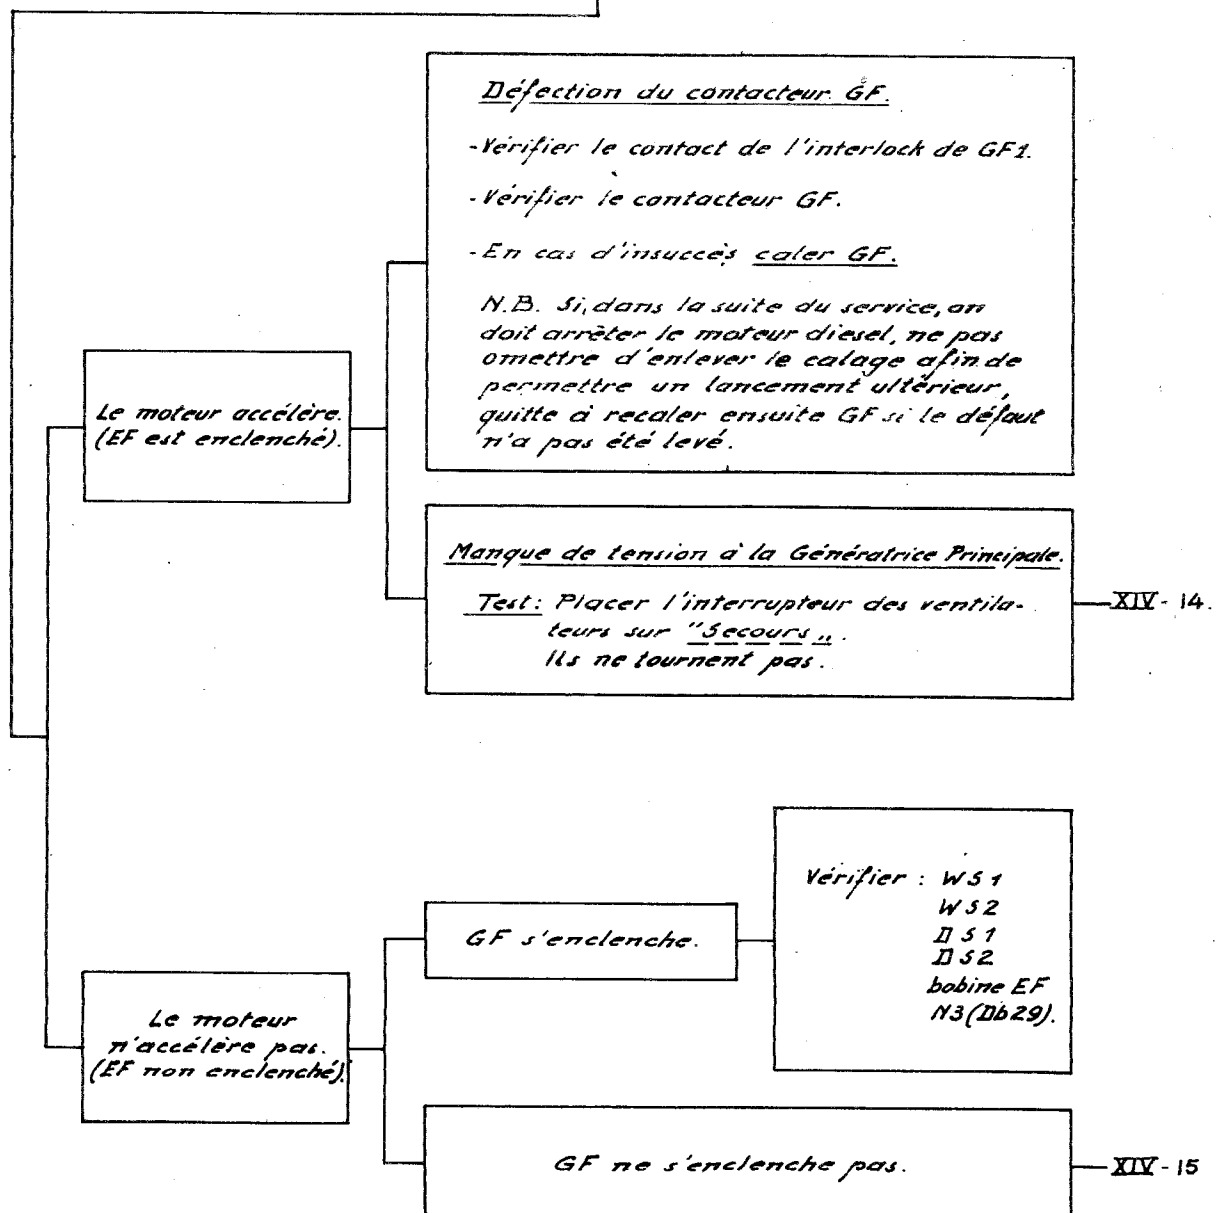 Défection du contacteur GF.
-Vérifier le contact de l'interlock de GF1.
-Vérifier le contacteur GF.
-En cas d'insuccès caler GF.
N.B. Si, dans la suite du service, on
doit arrêter le moteur diesel, ne pas
omettre d'enlever le calage afin de
permettre un lancement ultérieur,
quitte à recaler ensuite GF si le défaut
n'a pas été levé.
Le moteur accélère.
(EF est enclenché).
Manque de tension à la Génératrice Principale.
Test: Placer l'interrupteur des ventila-
teurs sur "Secours".
Ils ne tournent pas.
XIV-14.
Vérifier : WS1
WS2
DS1
DS2
bobine EF
N3(Db29).
GF s'enclenche.
Le moteur
n'accélère pas.
(EF non enclenché).
GF ne s'enclenche pas.
XIV-15